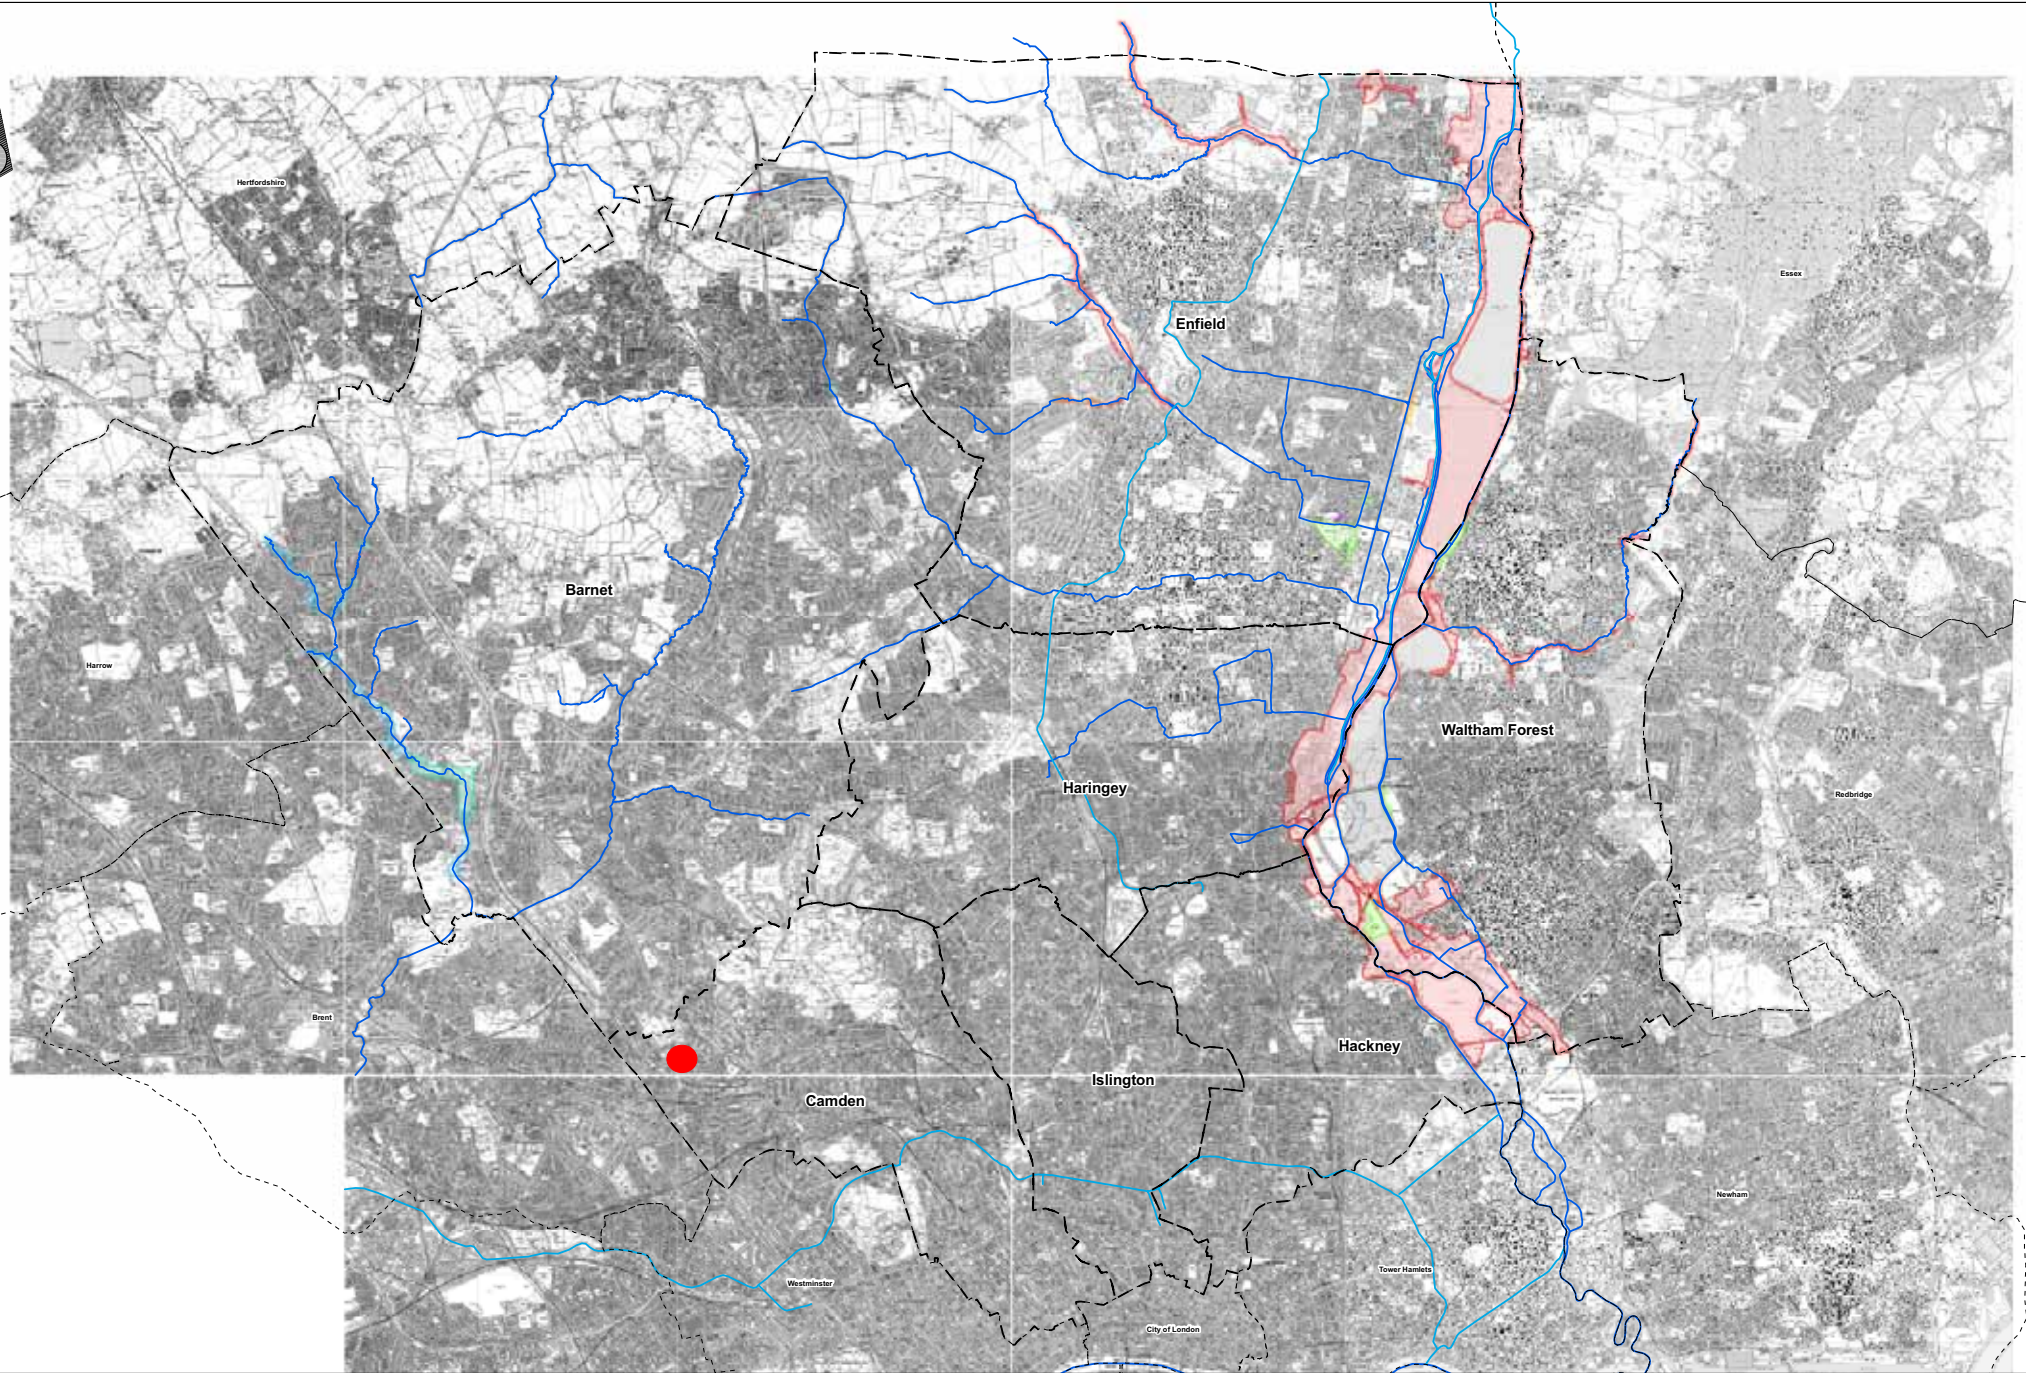 Hertfordshire
Essex
Enfield
Barnet
Harrow
Waltham Forest
Haringey
Redbridge
Brent
Hackney
Islington
Camden
Newham
Tower Hamlets
Westminster
City of London